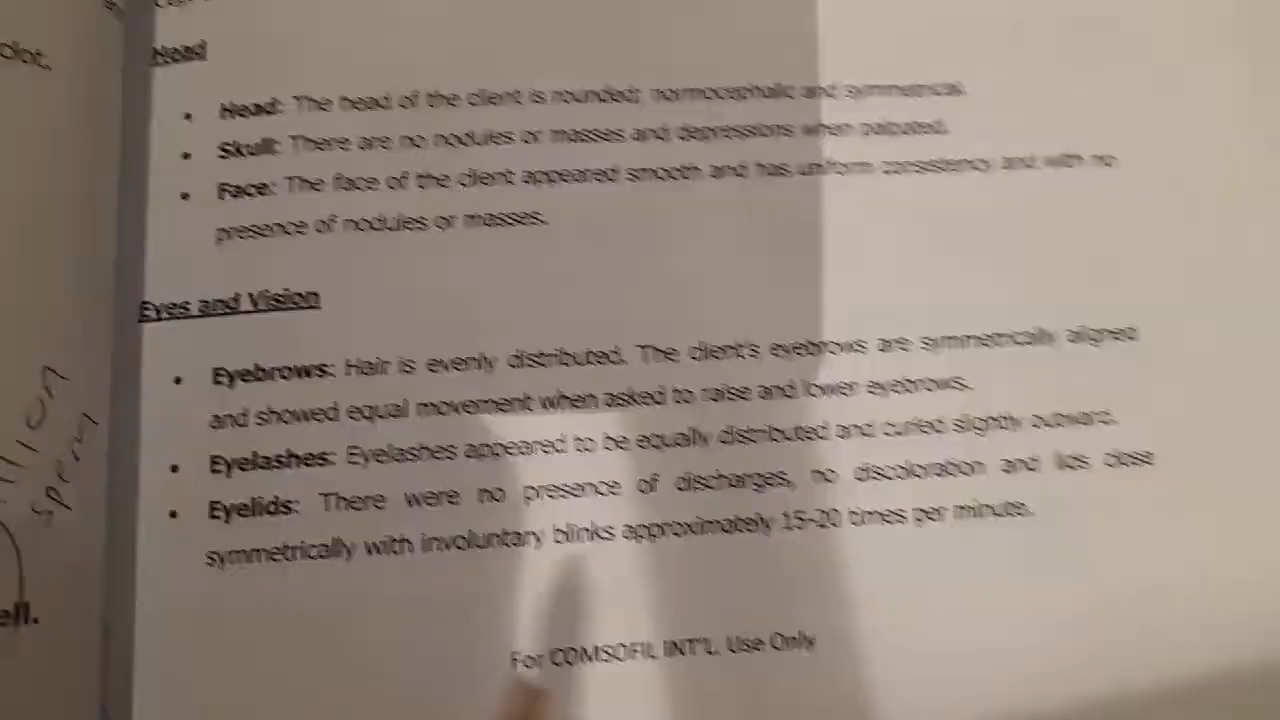 plot.
Head
• Head: The head of the client is rounded; normocephalic and symmetrical.
• Skull: There are no nodules or masses and depressions when palpated.
• Face: The face of the client appeared smooth and has uniform consistency and with no
presence of nodules or masses.
Eyes and Vision
• Eyebrows: Hair is evenly distributed. The client's eyebrows are symmetrically aligned
and showed equal movement when asked to raise and lower eyebrows.
• Eyelashes: Eyelashes appeared to be equally distributed and curled slightly outward.
• Eyelids: There were no presence of discharges, no discoloration and lids close
symmetrically with involuntary blinks approximately 15-20 times per minute.
For COMSOFIL INT'L. Use Only
sperm
ell.